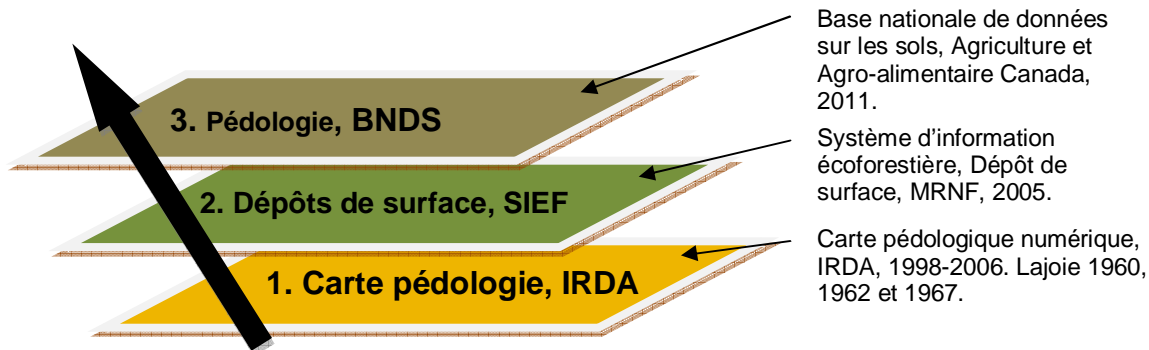 Base nationale de données
sur les sols, Agriculture et
Agro-alimentaire Canada,
2011.
3. Pédologie, BNDS
Système d'information
écoforestière, Dépôt de
surface, MRNF, 2005.
2. Dépôts de surface, SIEF
Carte pédologique numérique,
IRDA, 1998-2006. Lajoie 1960,
1962 et 1967.
1. Carte pédologie, IRDA